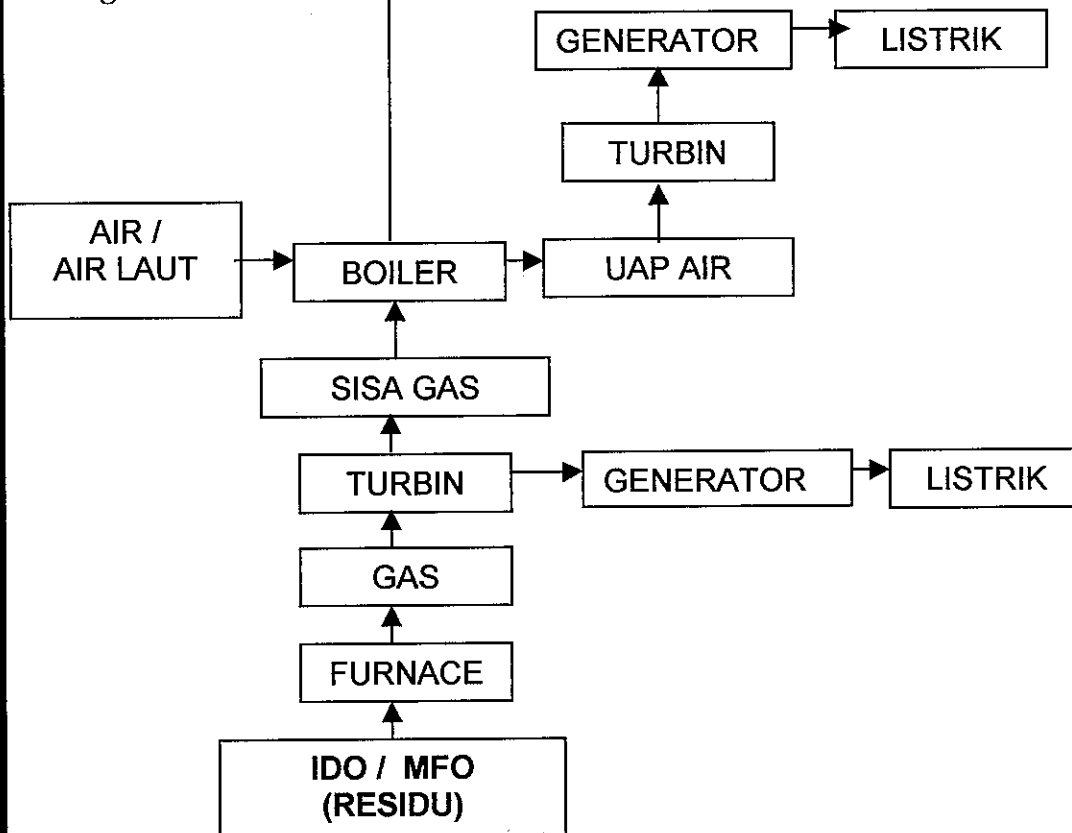 GENERATOR
LISTRIK
TURBIN
AIR /
AIR LAUT
BOILER
UAP AIR
SISA GAS
TURBIN
GENERATOR
LISTRIK
GAS
FURNACE
IDO / MFO
(RESIDU)